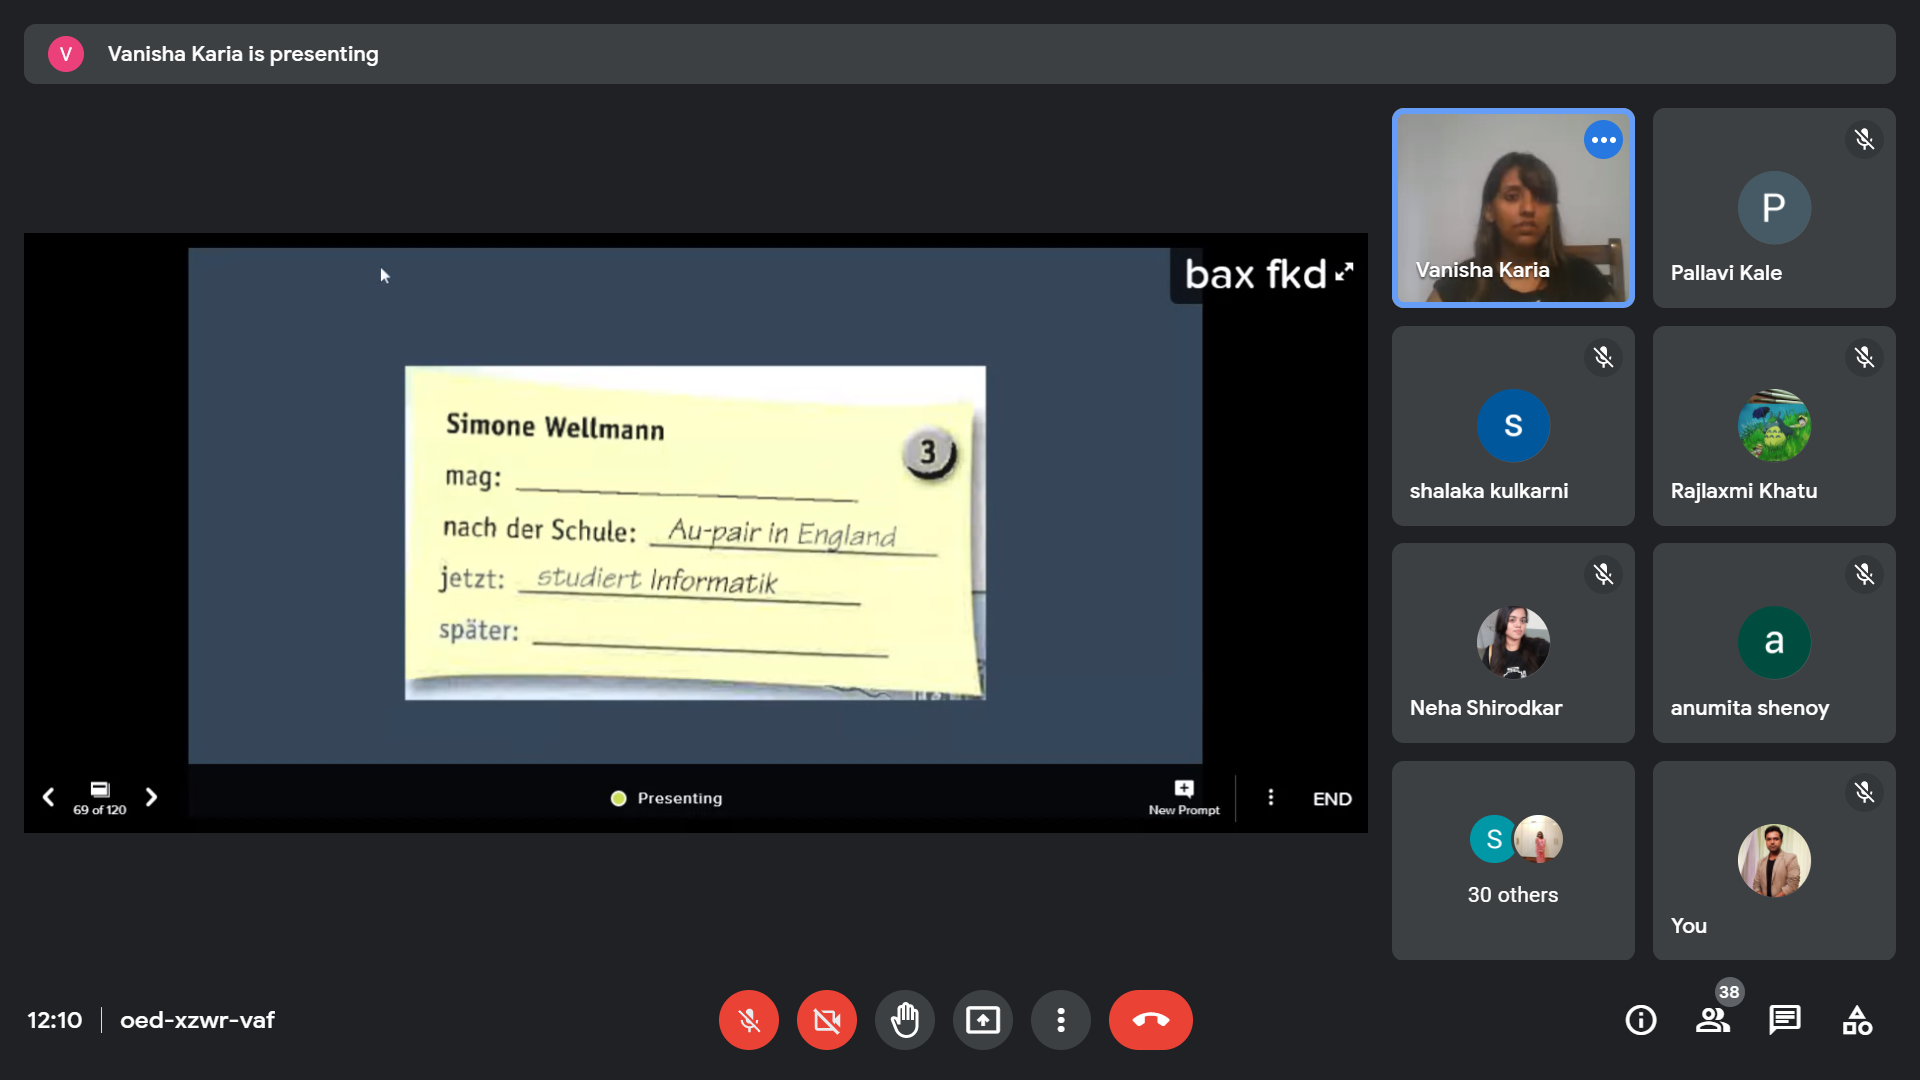 V
Vanisha Karia is presenting
bax fkd
Simone Wellmann
3
mag:
nach der Schule: Au-pair in England
jetzt: studiert Informatik
später:
69 of 120
Presenting
New Prompt
END
Vanisha Karia
P
Pallavi Kale
s
shalaka kulkarni
Rajlaxmi Khatu
Neha Shirodkar
a
anumita shenoy
S
30 others
You
12:10
oed-xzwr-vaf
38